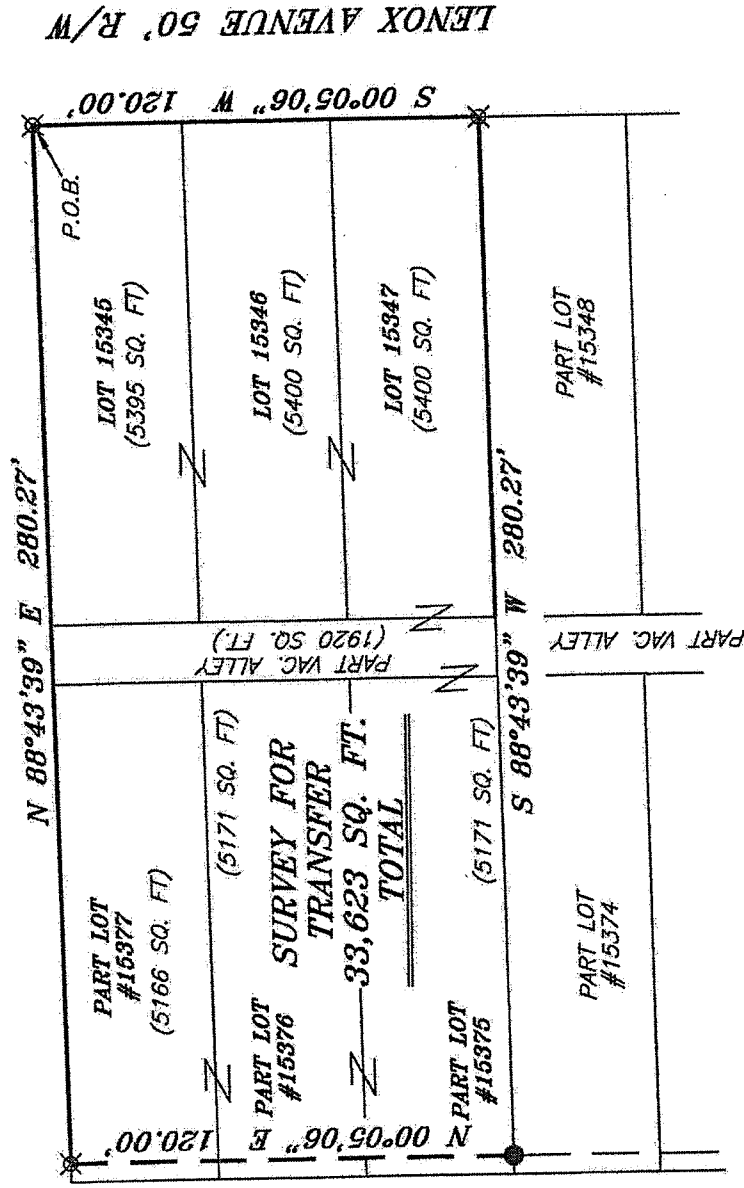 LENOX AVENUE 50' R/W
S 00°05'06" W 120.00'
P.O.B.
N 88°43'39" E 280.27'
LOT 15345
(5395 SQ. FT)
LOT 15346
(5400 SQ. FT)
LOT 15347
(5400 SQ. FT)
PART LOT
#15348
PART VAC. ALLEY
(1920 SQ. FT.)
PART VAC. ALLEY
S 88°43'39" W 280.27'
PART LOT
#15377
(5166 SQ. FT)
(5171 SQ. FT)
SURVEY FOR
TRANSFER
33,623 SQ. FT.
TOTAL
(5171 SQ. FT)
PART LOT
#15376
PART LOT
#15375
PART LOT
#15374
N 00°05'06" E 120.00'